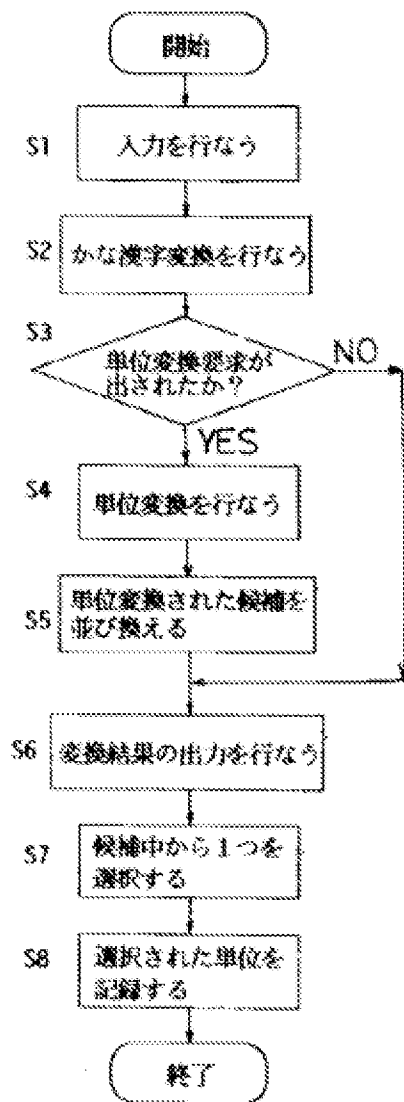 開始
S1
入力を行なう
S2
かな漢字変換を行なう
S3
単位変換要求が
出されたか?
NO
YES
S4
単位変換を行なう
S5
単位変換された候補を
並び換える
S6
変換結果の出力を行なう
S7
候補中から1つを
選択する
S8
選択された単位を
記録する
終了